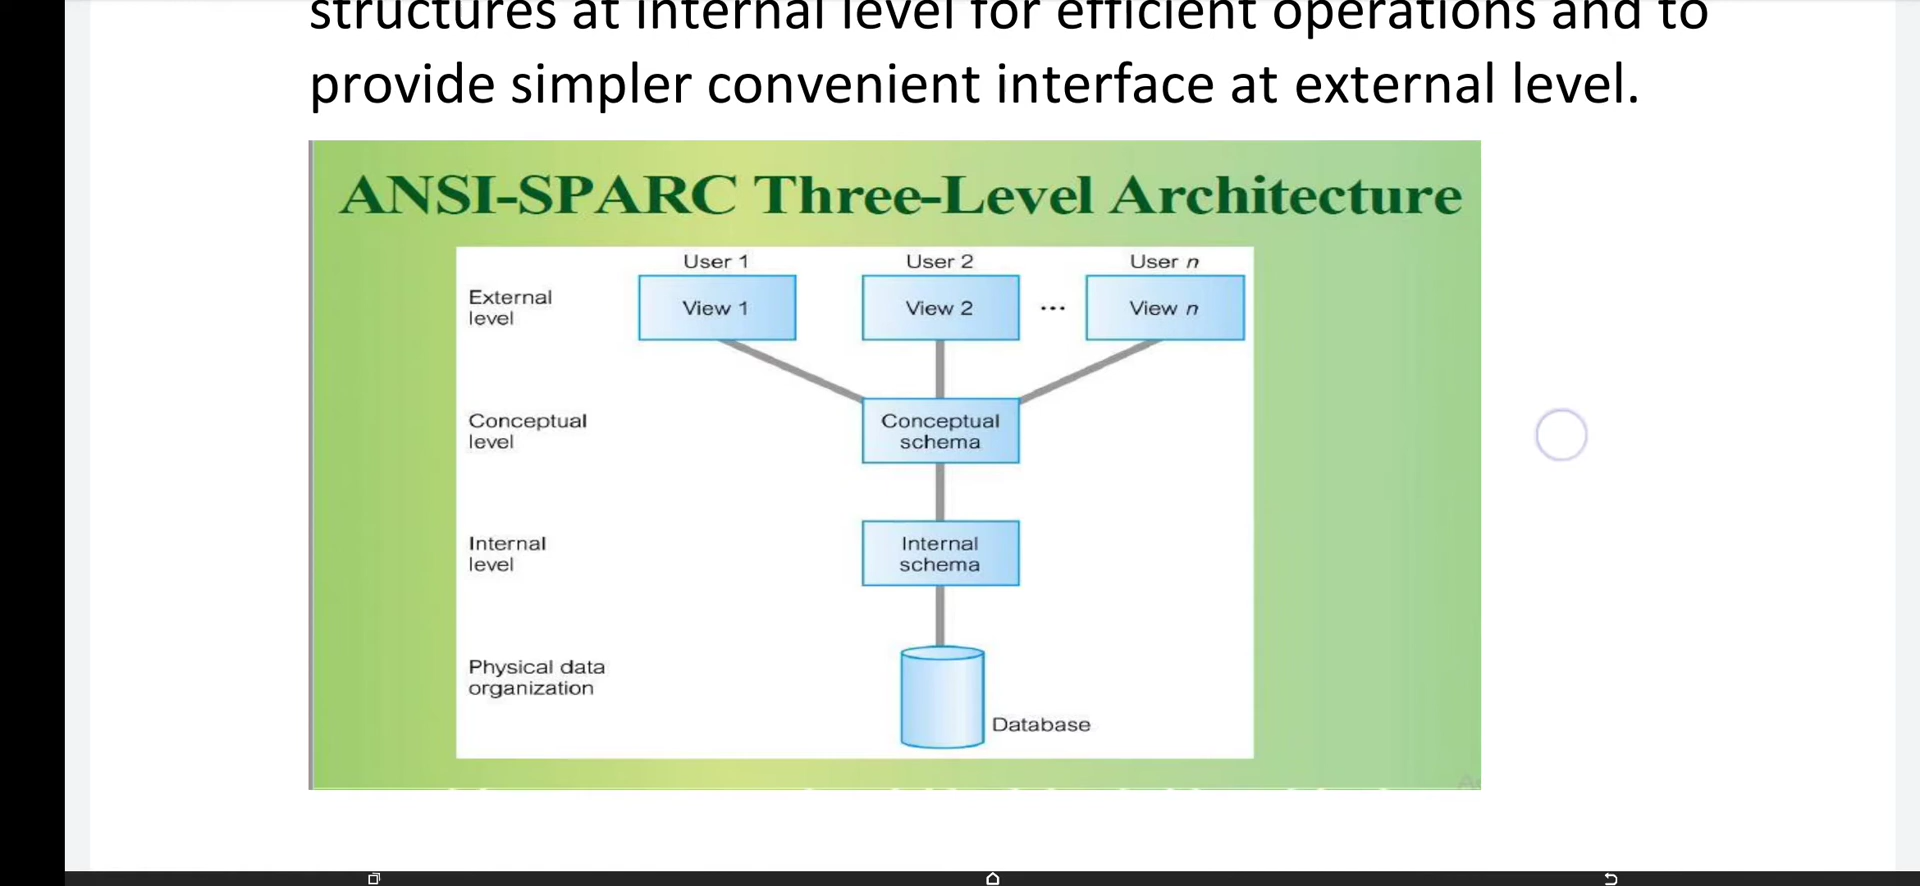 structures at internal level for efficient operations and to
provide simpler convenient interface at external level.
ANSI-SPARC Three-Level Architecture
User 1
User 2
User n
External
level
View 1
View 2
...
View n
Conceptual
level
Conceptual
schema
Internal
level
Internal
schema
Physical data
organization
Database